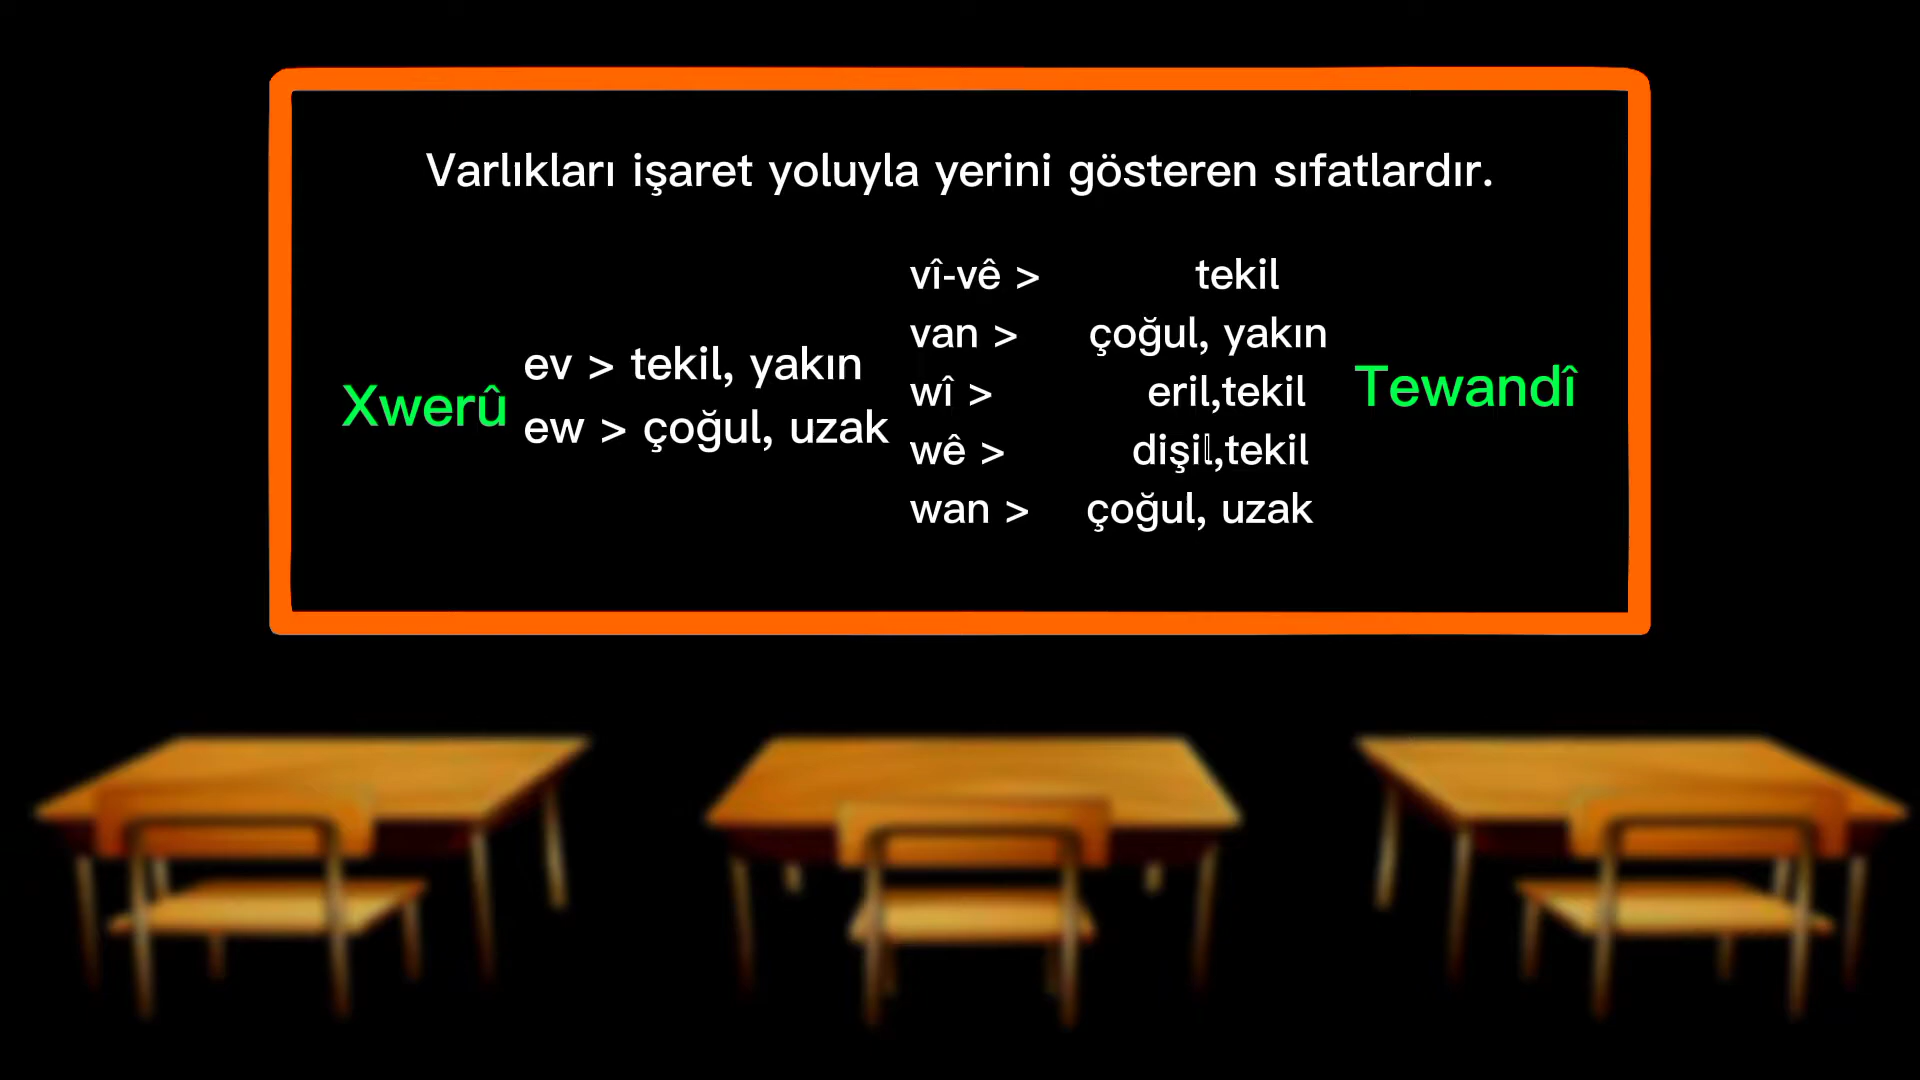 Varlıkları işaret yoluyla yerini gösteren sıfatlardır.
Xwerû
ev > tekil, yakın
ew > çoğul, uzak
vî-vê > tekil
van > çoğul, yakın
wî > eril,tekil
wê > dişil,tekil
wan > çoğul, uzak
Tewandî